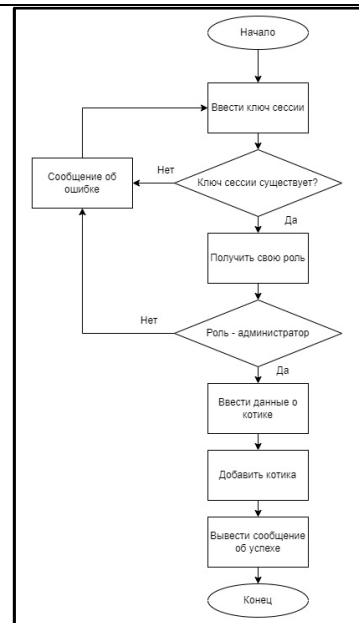 Начало
Ввести ключ сессии
Сообщение об
ошибке
Нет
Ключ сессии существует?
Да
Получить свою роль
Нет
Роль - администратор
Да
Ввести данные о
котике
Добавить котика
Вывести сообщение
об успехе
Конец